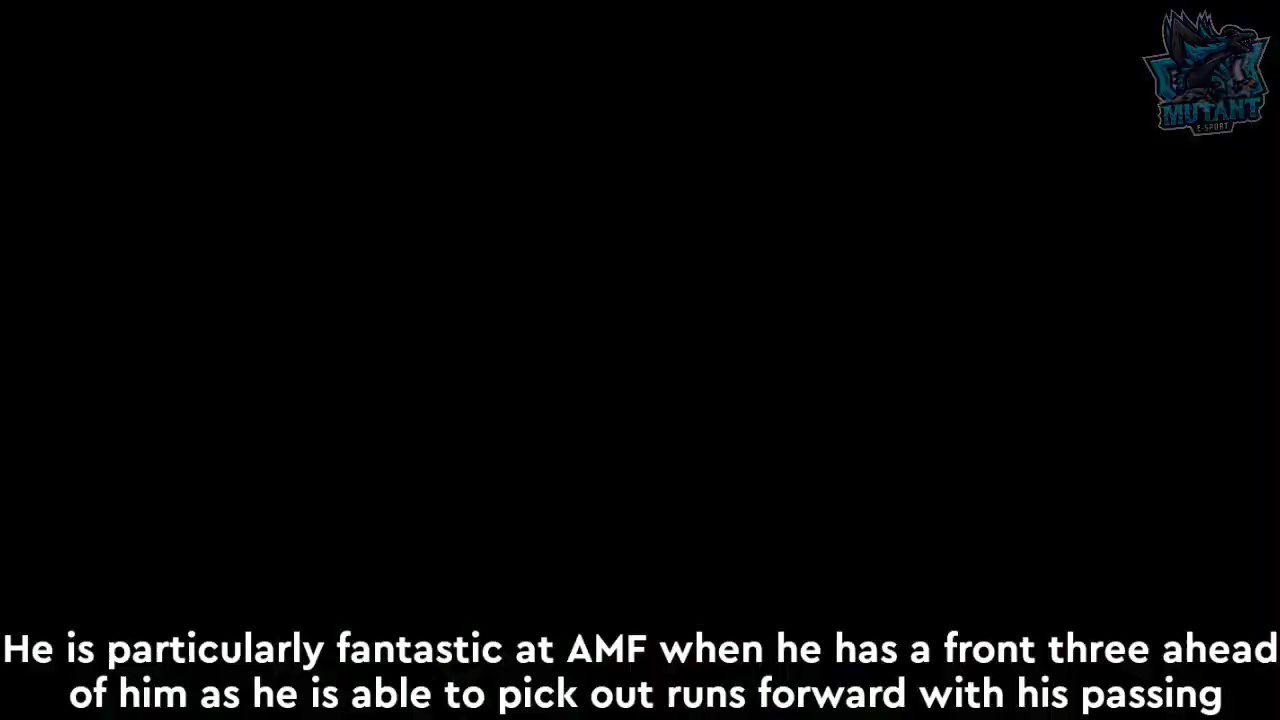 MUTANT
E-SPORT
He is particularly fantastic at AMF when he has a front three ahead
of him as he is able to pick out runs forward with his passing